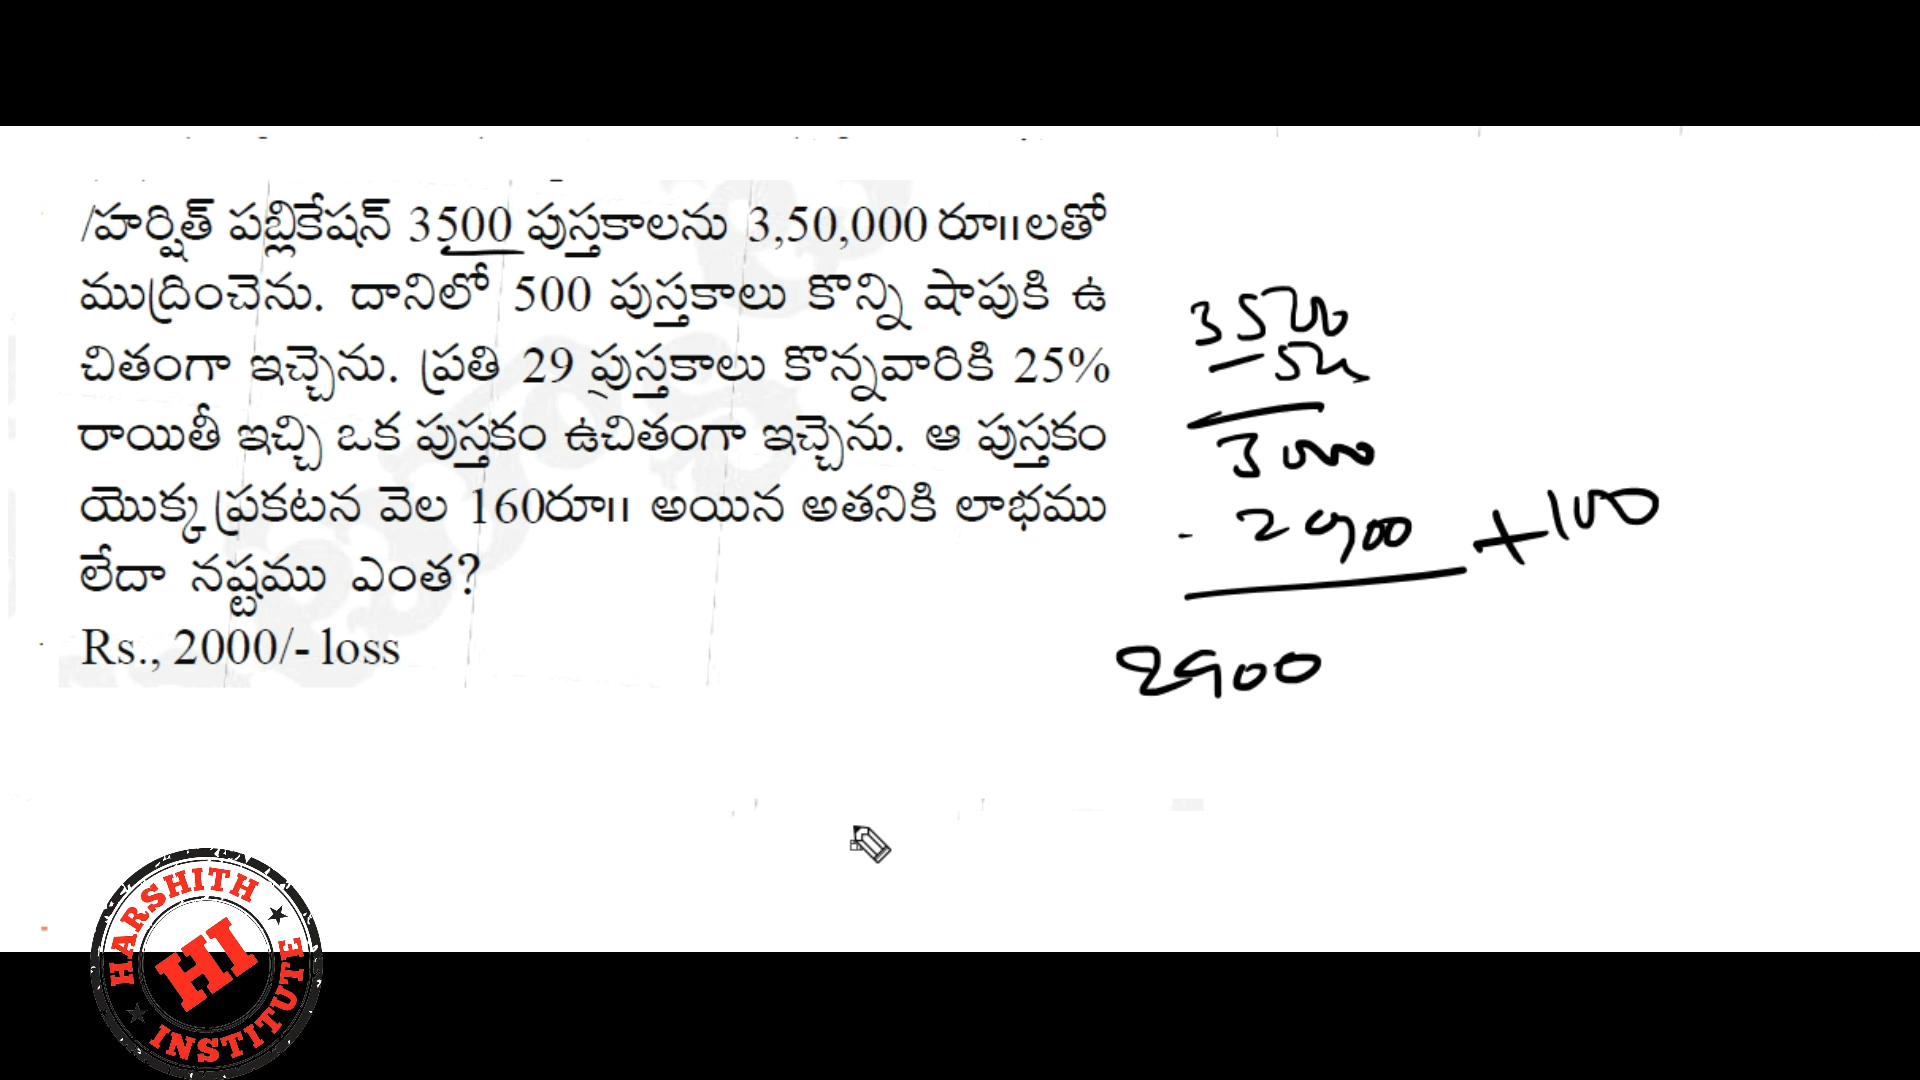 /హర్షిత్ పబ్లికేషన్ 3500 పుస్తకాలను 3,50,000 రూ॥లతో
ముద్రించెను. దానిలో 500 పుస్తకాలు కొన్ని షాపుకి ఉ
చితంగా ఇచ్చెను. ప్రతి 29 పుస్తకాలు కొన్నవారికి 25%
రాయితీ ఇచ్చి ఒక పుస్తకం ఉచితంగా ఇచ్చెను. ఆ పుస్తకం
యొక్క ప్రకటన వెల 160రూ॥ అయిన అతనికి లాభము
లేదా నష్టము ఎంత?
Rs., 2000/- loss
3500
- 500
3000
- 2900 + 100
2900
HARSHITH
HI
INSTITUTE